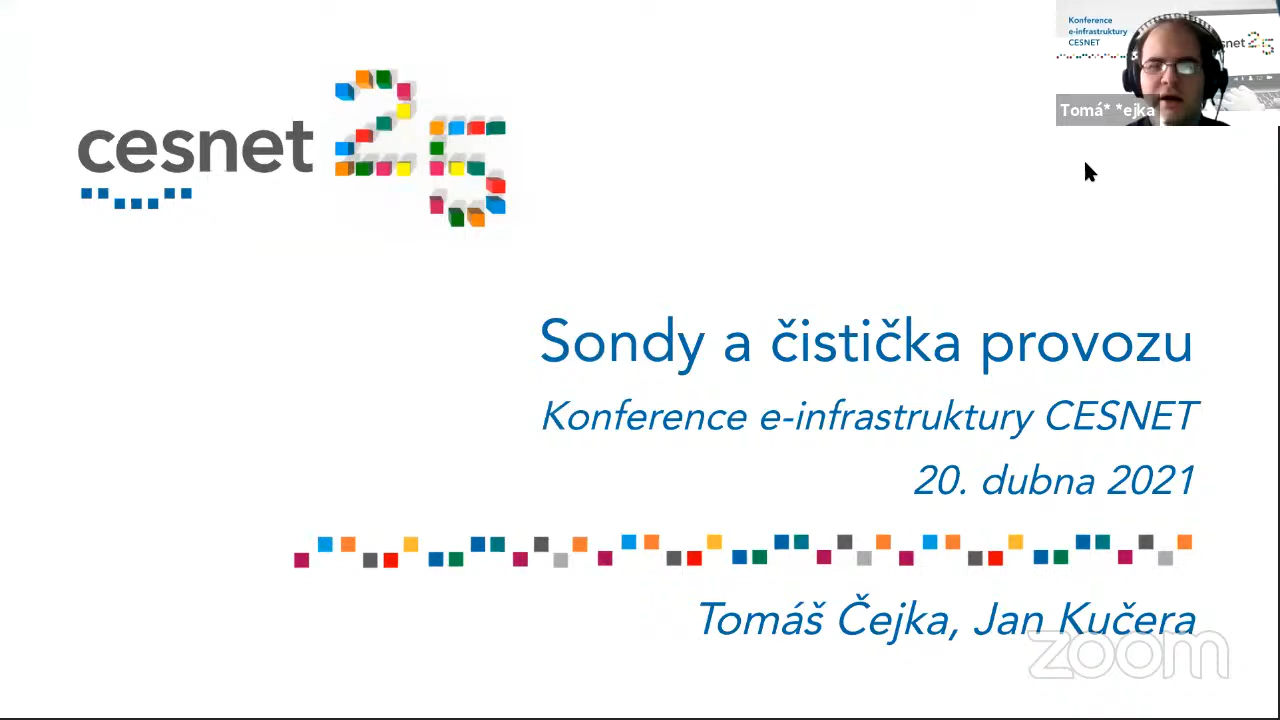 Konference
e-infrastruktury
CESNET
Tomá* *ejka
cesnet 26
Sondy a čistička provozu
Konference e-infrastruktury CESNET
20. dubna 2021
Tomáš Čejka, Jan Kučera
zoom